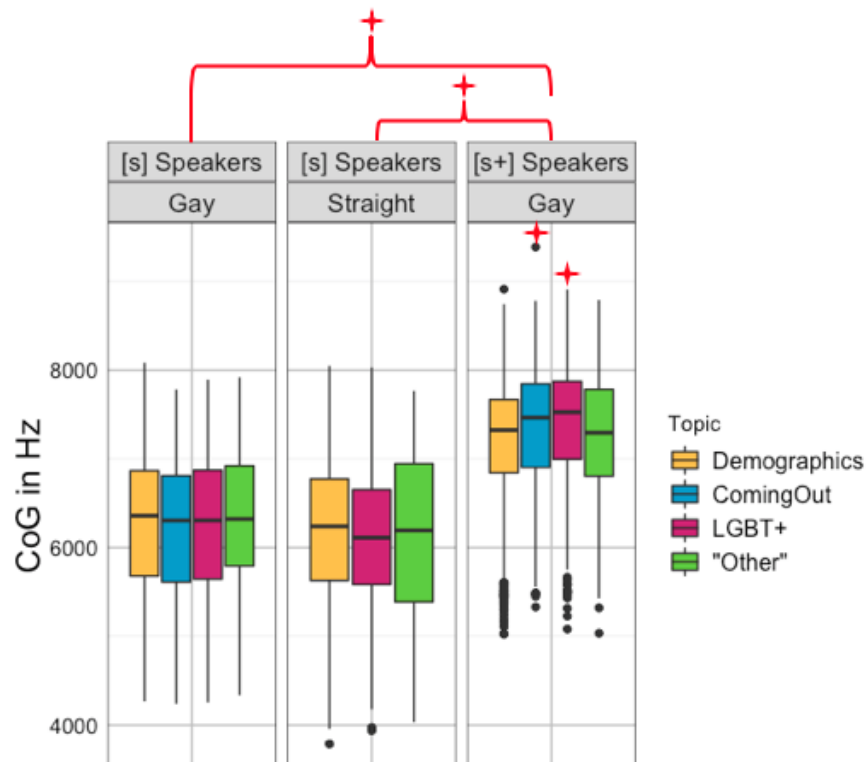 [s] Speakers
[s] Speakers
[s+] Speakers
Gay
Straight
Gay
8000
6000
4000
CoG in Hz
Topic
Demographics
ComingOut
LGBT+
"Other"